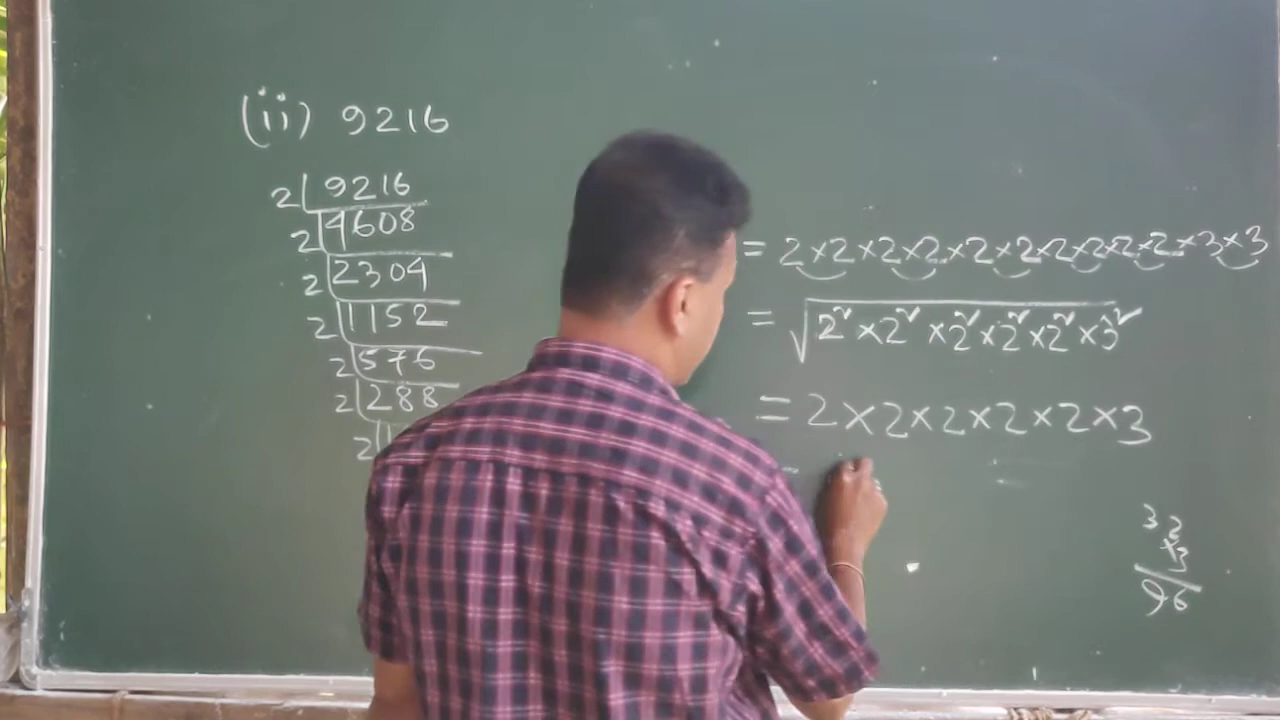 (ii) 9216
2 | 9216
2 | 4608
2 | 2304
2 | 1152
2 | 576
2 | 288
2 | 1
= 2×2×2×2×2×2×2×2×2×2×3×3
= √2²×2²×2²×2²×2²×3²
= 2×2×2×2×2×3
32
×3
96